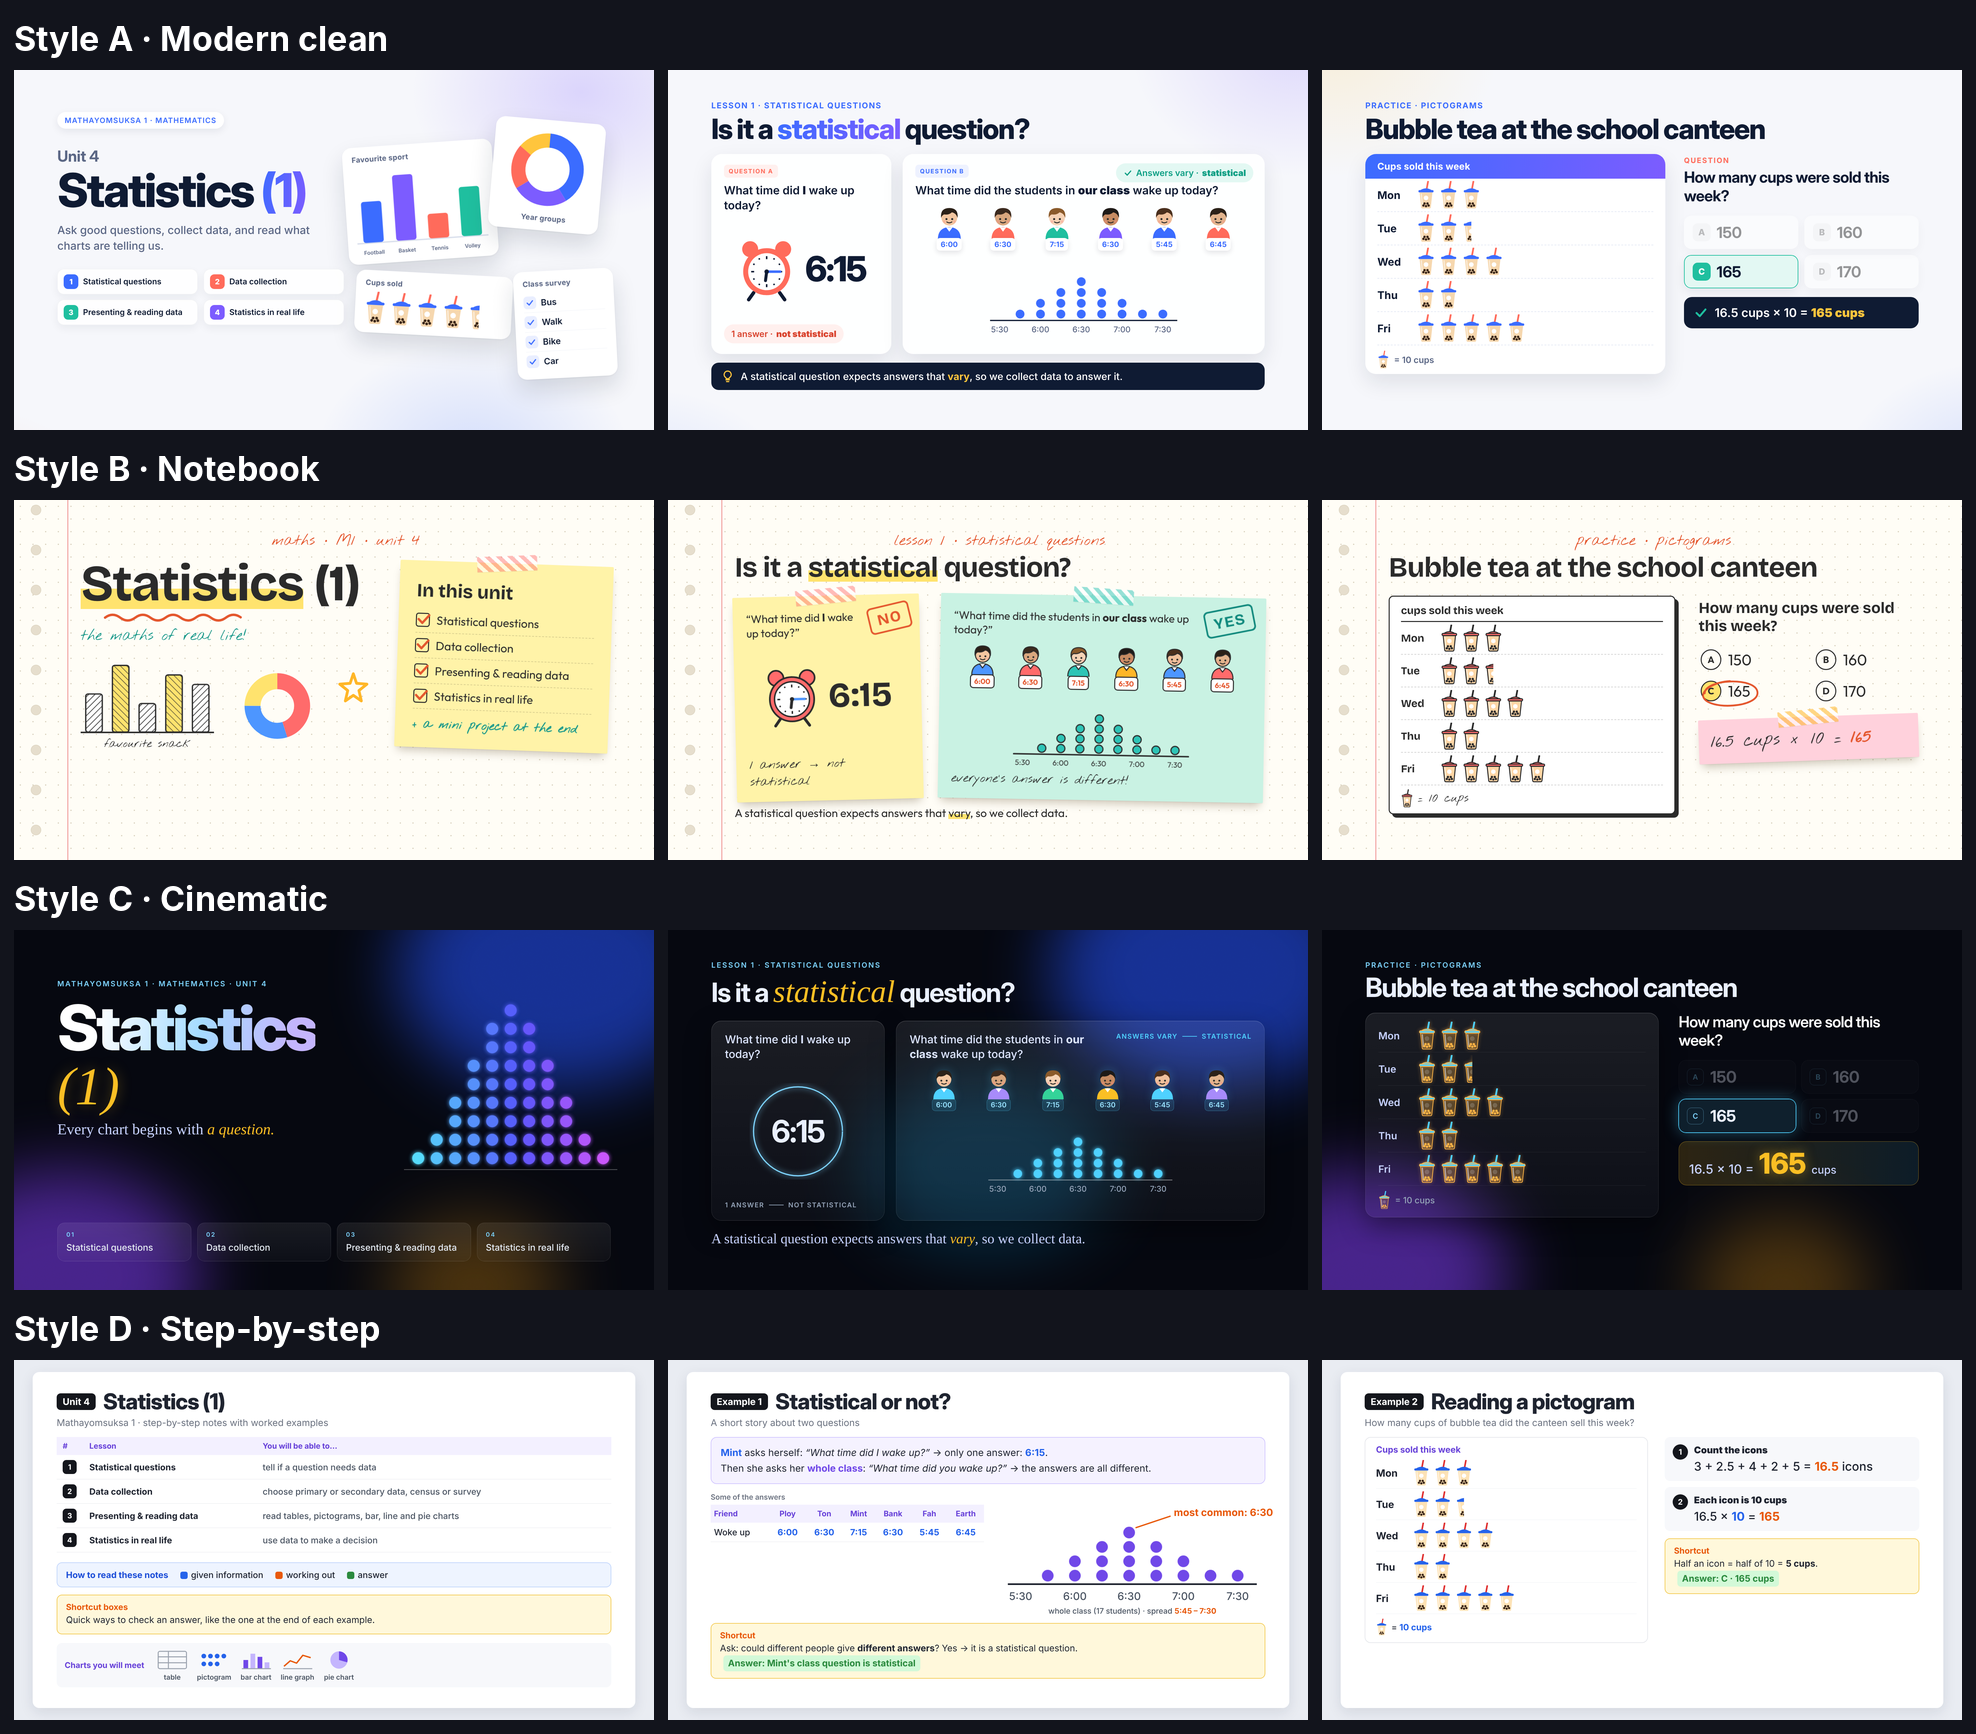 Style A · Modern clean
MATHAYOMSUKSA 1 · MATHEMATICS
Unit 4
Statistics (1)
Ask good questions, collect data, and read what
charts are telling us.
1 Statistical questions
2 Data collection
3 Presenting & reading data
4 Statistics in real life
Favourite sport
Football Basket Tennis Volley
Year groups
Cups sold
Class survey
Bus
Walk
Bike
Car
LESSON 1 · STATISTICAL QUESTIONS
Is it a statistical question?
QUESTION A
What time did I wake up
today?
6:15
1 answer · not statistical
QUESTION B
Answers vary · statistical
What time did the students in our class wake up today?
6:00 6:30 7:15 6:30 5:45 6:45
5:30 6:00 6:30 7:00 7:30
A statistical question expects answers that vary, so we collect data to answer it.
PRACTICE · PICTOGRAMS
Bubble tea at the school canteen
Cups sold this week
Mon
Tue
Wed
Thu
Fri
= 10 cups
QUESTION
How many cups were sold this
week?
A 150
B 160
C 165
D 170
16.5 cups × 10 = 165 cups
Style B · Notebook
maths · M1 · unit 4
Statistics (1)
the maths of real life!
favourite snack
In this unit
Statistical questions
Data collection
Presenting & reading data
Statistics in real life
+ a mini project at the end
lesson 1 · statistical questions
Is it a statistical question?
“What time did I wake
up today?”
NO
6:15
1 answer → not
statistical
“What time did the students in our class wake up
today?”
YES
6:00 6:30 7:15 6:30 5:45 6:45
5:30 6:00 6:30 7:00 7:30
everyone's answer is different!
A statistical question expects answers that vary, so we collect data.
practice · pictograms
Bubble tea at the school canteen
cups sold this week
Mon
Tue
Wed
Thu
Fri
= 10 cups
How many cups were sold
this week?
A 150
B 160
C 165
D 170
16.5 cups × 10 = 165
Style C · Cinematic
MATHAYOMSUKSA 1 · MATHEMATICS · UNIT 4
Statistics
(1)
Every chart begins with a question.
01
Statistical questions
02
Data collection
03
Presenting & reading data
04
Statistics in real life
LESSON 1 · STATISTICAL QUESTIONS
Is it a statistical question?
What time did I wake up
today?
6:15
1 ANSWER — NOT STATISTICAL
What time did the students in our
class wake up today?
ANSWERS VARY — STATISTICAL
6:00 6:30 7:15 6:30 5:45 6:45
5:30 6:00 6:30 7:00 7:30
A statistical question expects answers that vary, so we collect data.
PRACTICE · PICTOGRAMS
Bubble tea at the school canteen
Mon
Tue
Wed
Thu
Fri
= 10 cups
How many cups were sold this
week?
A 150
B 160
C 165
D 170
16.5 × 10 = 165 cups
Style D · Step-by-step
Unit 4 Statistics (1)
Mathayomsuksa 1 · step-by-step notes with worked examples
# Lesson You will be able to...
1 Statistical questions tell if a question needs data
2 Data collection choose primary or secondary data, census or survey
3 Presenting & reading data read tables, pictograms, bar, line and pie charts
4 Statistics in real life use data to make a decision
How to read these notes given information working out answer
Shortcut boxes
Quick ways to check an answer, like the one at the end of each example.
Charts you will meet
table pictogram bar chart line graph pie chart
Example 1 Statistical or not?
A short story about two questions
Mint asks herself: “What time did I wake up?” → only one answer: 6:15.
Then she asks her whole class: “What time did you wake up?” → the answers are all different.
Some of the answers
Friend Ploy Ton Mint Bank Fah Earth
Woke up 6:00 6:30 7:15 6:30 5:45 6:45
most common: 6:30
5:30 6:00 6:30 7:00 7:30
whole class (17 students) · spread 5:45 – 7:30
Shortcut
Ask: could different people give different answers? Yes → it is a statistical question.
Answer: Mint's class question is statistical
Example 2 Reading a pictogram
How many cups of bubble tea did the canteen sell this week?
Cups sold this week
Mon
Tue
Wed
Thu
Fri
= 10 cups
1 Count the icons
3 + 2.5 + 4 + 2 + 5 = 16.5 icons
2 Each icon is 10 cups
16.5 × 10 = 165
Shortcut
Half an icon = half of 10 = 5 cups.
Answer: C · 165 cups